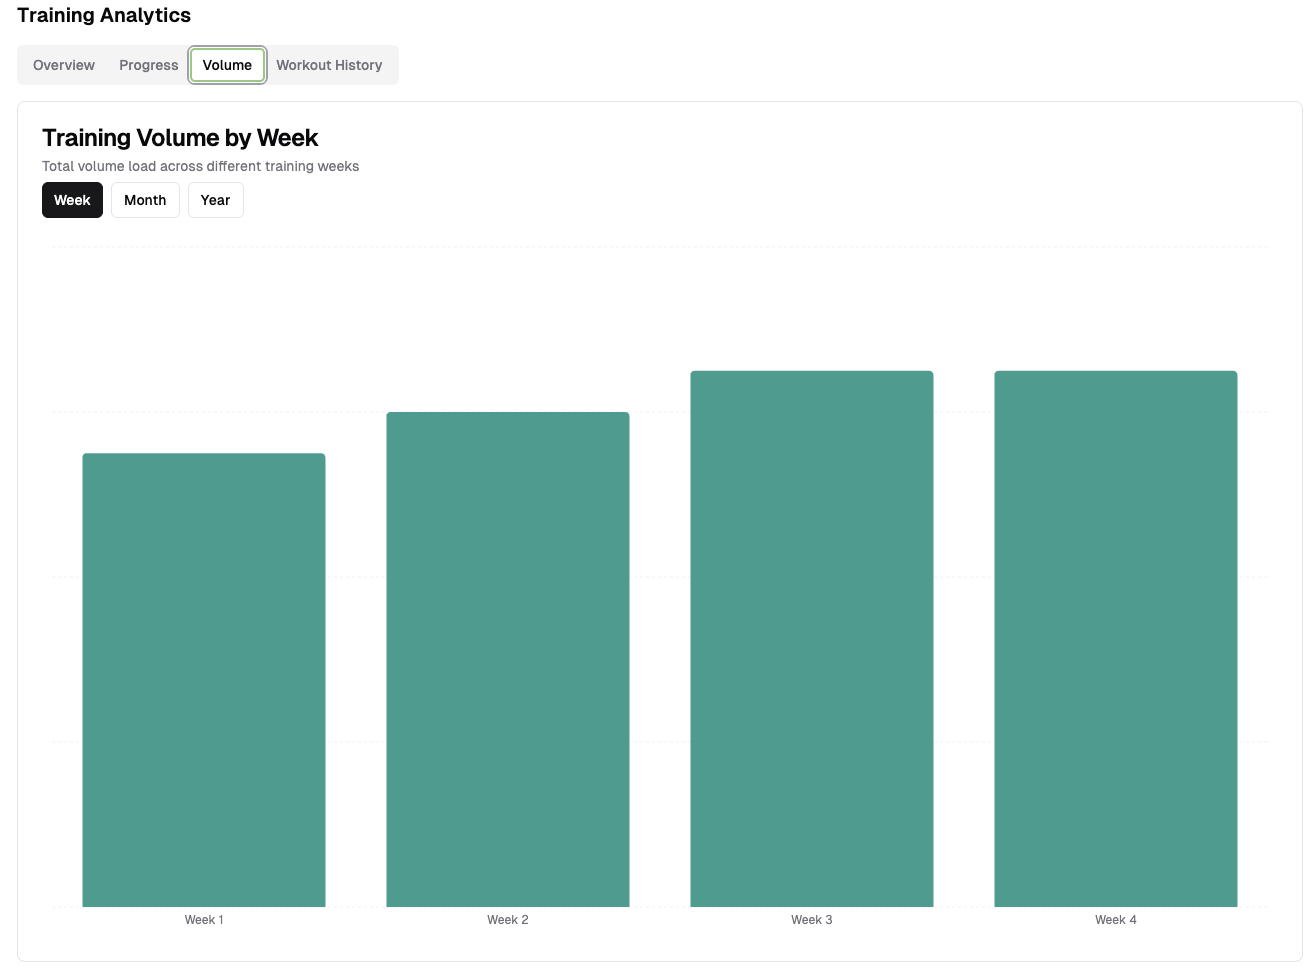 Training Analytics
Overview Progress Volume Workout History
Training Volume by Week
Total volume load across different training weeks
Week Month Year
Week 1 Week 2 Week 3 Week 4